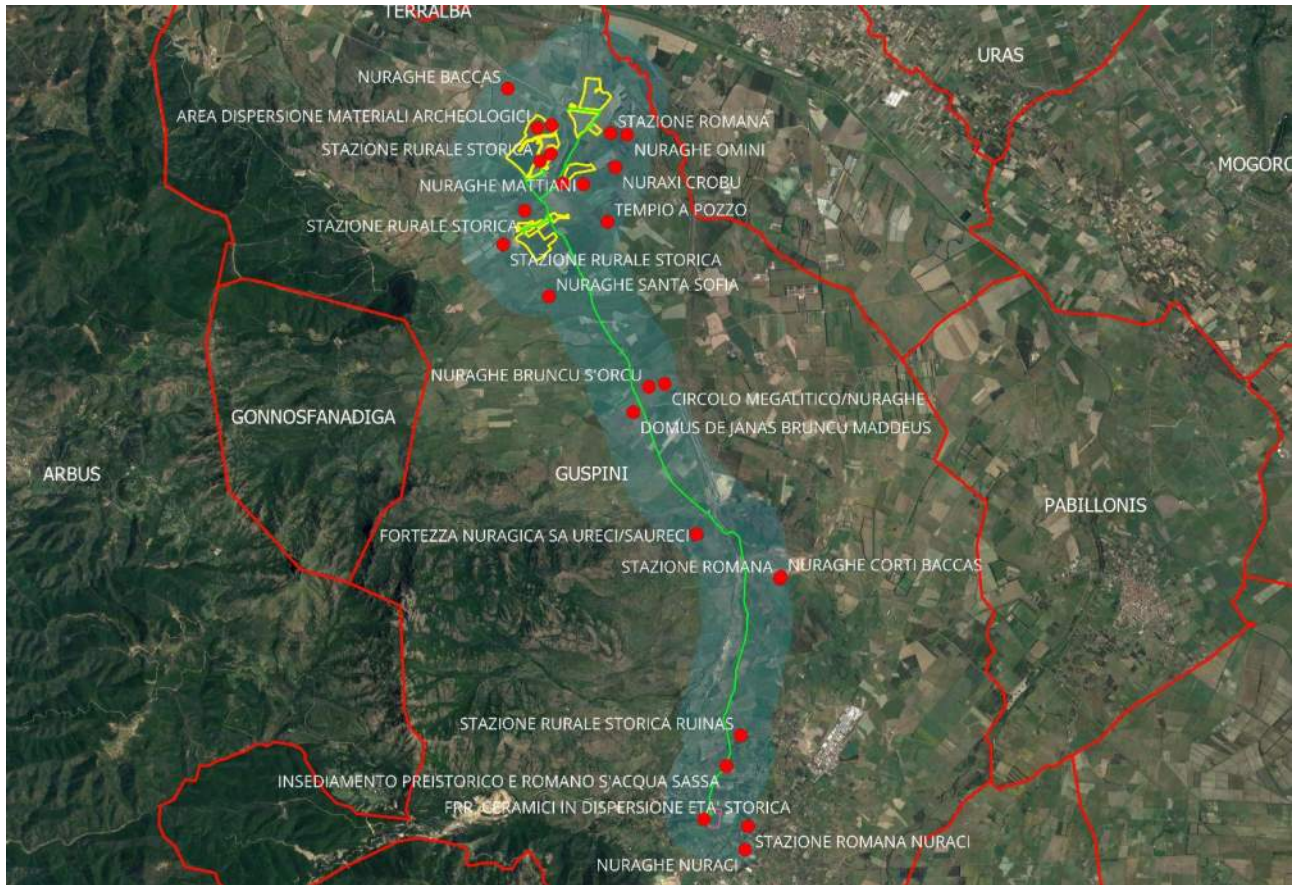 TERRALBA
URAS
NURAGHE BACCAS
AREA DISPERSIONE MATERIALI ARCHEOLOGICI
STAZIONE ROMANA
STAZIONE RURALE STORICA
NURAGHE OMINI
MOGORO
NURAGHE MATTIANI
NURAXI CROBU
TEMPIO A POZZO
STAZIONE RURALE STORICA
STAZIONE RURALE STORICA
NURAGHE SANTA SOFIA
NURAGHE BRUNCU S'ORCU
CIRCOLO MEGALITICO/NURAGHE
GONNOSFANADIGA
DOMUS DE JANAS BRUNCU MADDEUS
ARBUS
GUSPINI
PABILLONIS
FORTEZZA NURAGICA SA URECI/SAURECI
STAZIONE ROMANA
NURAGHE CORTI BACCAS
STAZIONE RURALE STORICA RUINAS
INSEDIAMENTO PREISTORICO E ROMANO S'ACQUA SASSA
FRR. CERAMICI IN DISPERSIONE ETA' STORICA
STAZIONE ROMANA NURACI
NURAGHE NURACI